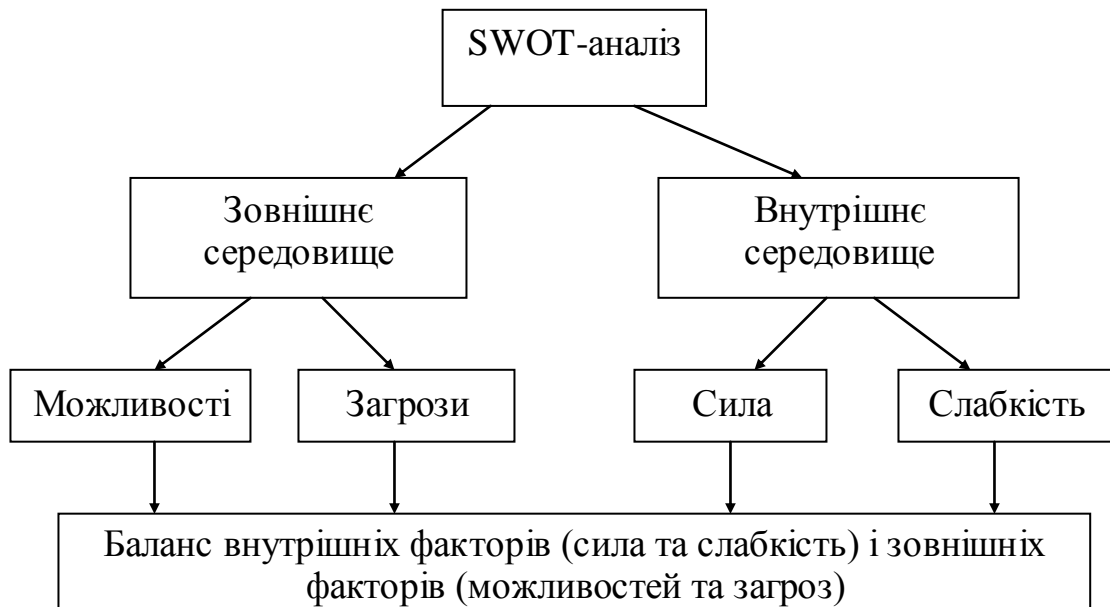 SWOT-аналіз
Зовнішнє
середовище
Внутрішнє
середовище
Можливості
Загрози
Сила
Слабкість
Баланс внутрішніх факторів (сила та слабкість) і зовнішніх
факторів (можливостей та загроз)